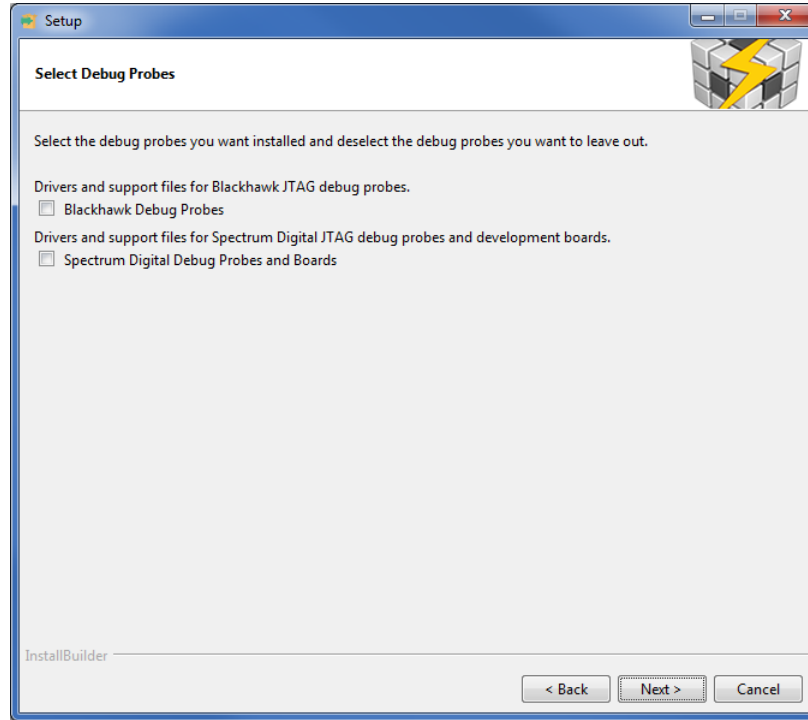 Setup
Select Debug Probes
Select the debug probes you want installed and deselect the debug probes you want to leave out.
Drivers and support files for Blackhawk JTAG debug probes.
Blackhawk Debug Probes
Drivers and support files for Spectrum Digital JTAG debug probes and development boards.
Spectrum Digital Debug Probes and Boards
InstallBuilder
< Back Next > Cancel